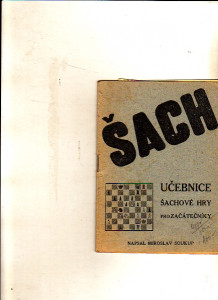 ŠACH
UČEBNICE
ŠACHOVÉ HRY
PRO ZAČÁTEČNÍKY
NAPSAL MIROSLAV SOUKUP